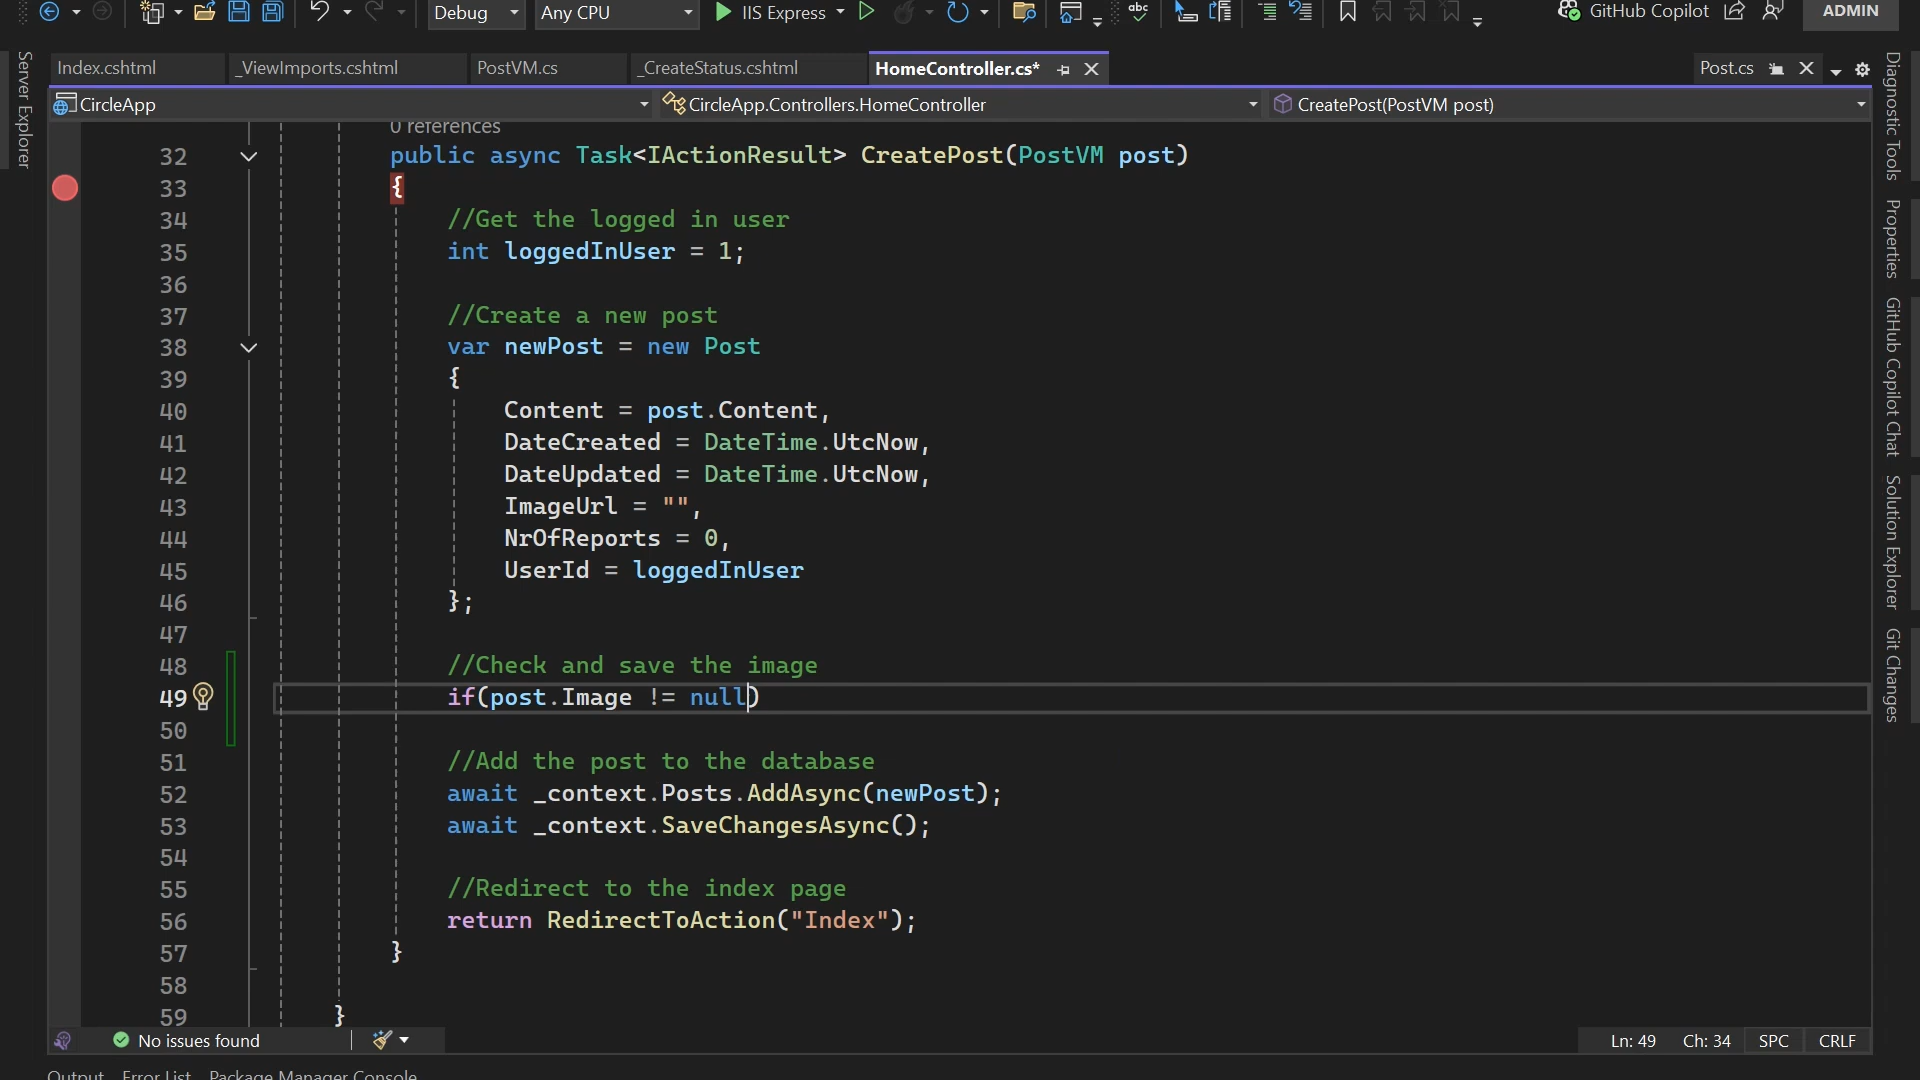 Debug Any CPU IIS Express abc GitHub Copilot ADMIN
Server Explorer
Index.cshtml _ViewImports.cshtml PostVM.cs _CreateStatus.cshtml HomeController.cs* Post.cs
CircleApp CircleApp.Controllers.HomeController CreatePost(PostVM post)
0 references
32 public async Task<IActionResult> CreatePost(PostVM post)
33 {
34 //Get the logged in user
35 int loggedInUser = 1;
36
37 //Create a new post
38 var newPost = new Post
39 {
40 Content = post.Content,
41 DateCreated = DateTime.UtcNow,
42 DateUpdated = DateTime.UtcNow,
43 ImageUrl = "",
44 NrOfReports = 0,
45 UserId = loggedInUser
46 };
47
48 //Check and save the image
49 if(post.Image != null)
50
51 //Add the post to the database
52 await _context.Posts.AddAsync(newPost);
53 await _context.SaveChangesAsync();
54
55 //Redirect to the index page
56 return RedirectToAction("Index");
57 }
58
59 }
Diagnostic Tools
Properties
GitHub Copilot Chat
Solution Explorer
Git Changes
No issues found Ln: 49 Ch: 34 SPC CRLF
Output Error List Package Manager Console